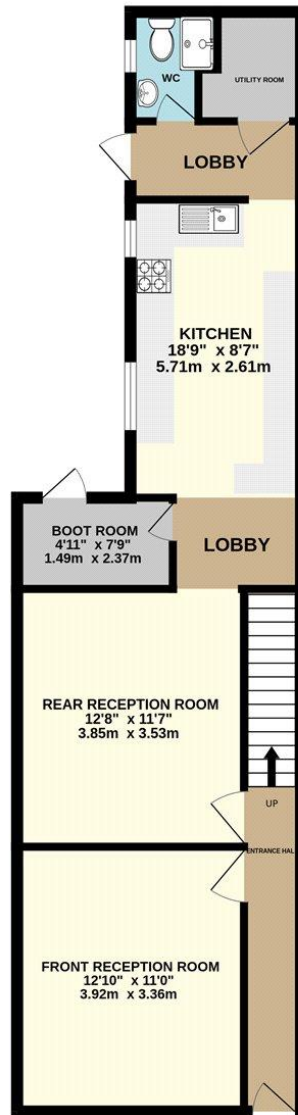 WC
UTILITY ROOM
LOBBY
KITCHEN
18'9" x 8'7"
5.71m x 2.61m
BOOT ROOM
4'11" x 7'9"
1.49m x 2.37m
LOBBY
REAR RECEPTION ROOM
12'8" x 11'7"
3.85m x 3.53m
UP
ENTRANCE HAL
FRONT RECEPTION ROOM
12'10" x 11'0"
3.92m x 3.36m